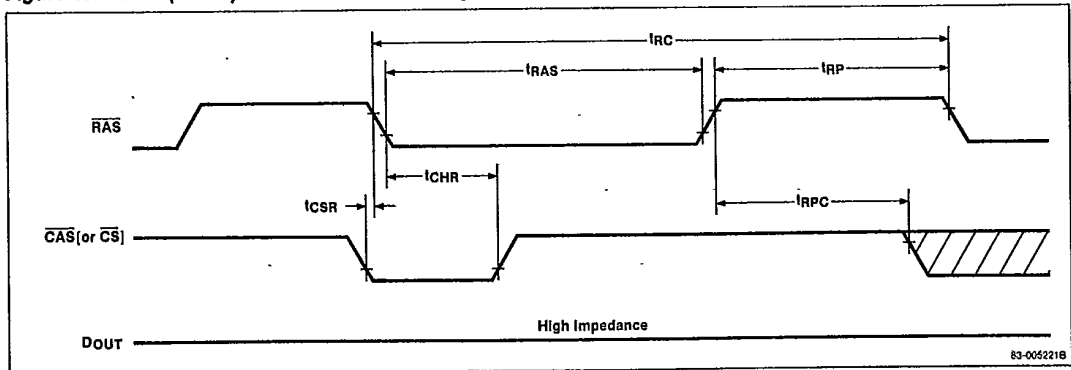 tRC
tRAS
tRP
RAS
tCHR
tRPC
tCSR
CAS[or CS]
High Impedance
DOUT
83-005221B